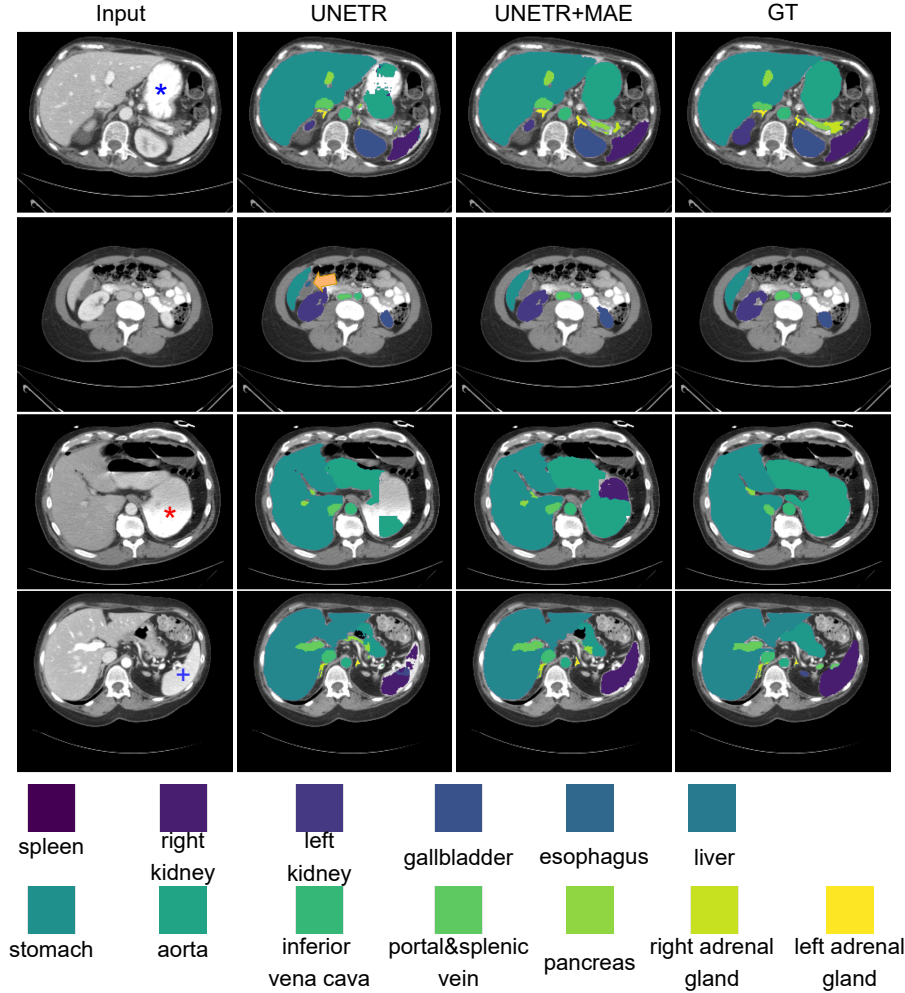 Input UNETR UNETR+MAE GT
*
*
+
spleen right kidney left kidney gallbladder esophagus liver
stomach aorta inferior vena cava portal&splenic vein pancreas right adrenal gland left adrenal gland